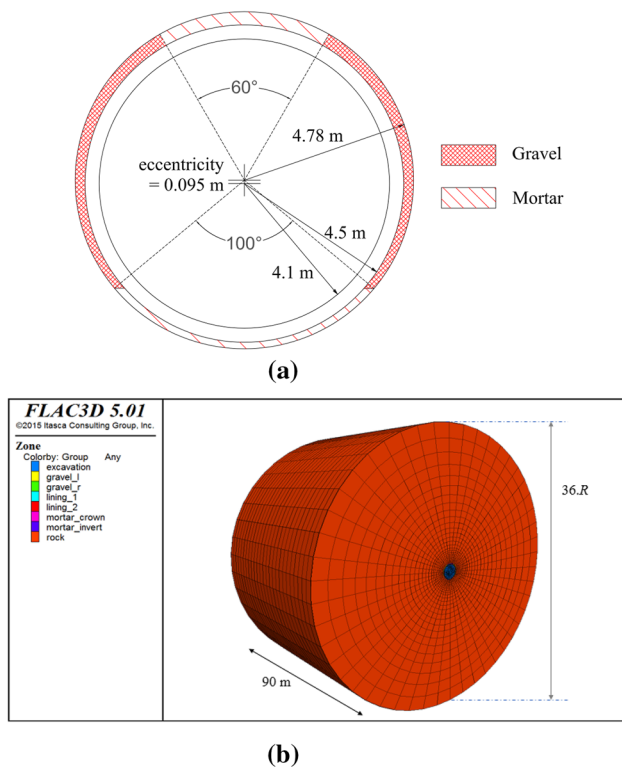 60°
4.78 m
eccentricity
= 0.095 m
Gravel
Mortar
100°
4.5 m
4.1 m
(a)
FLAC3D 5.01
©2015 Itasca Consulting Group, Inc.
Zone
Colorby: Group Any
excavation
gravel_l
gravel_r
lining_1
lining_2
mortar_crown
mortar_invert
rock
36.R
90 m
(b)